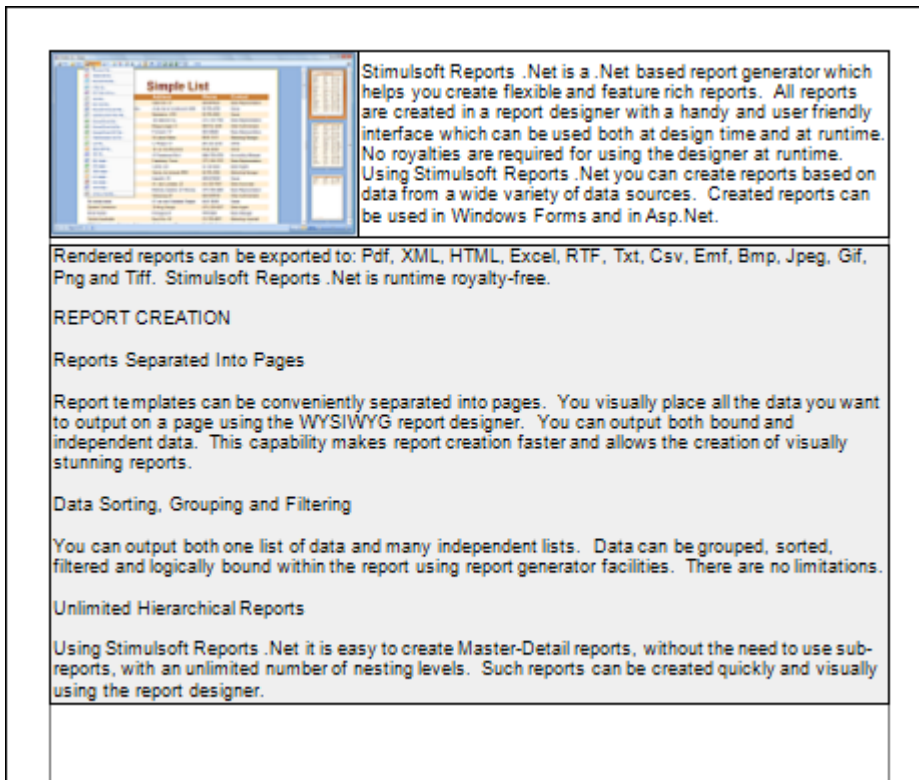 Simple List
Stimulsoft Reports .Net is a .Net based report generator which
helps you create flexible and feature rich reports.  All reports
are created in a report designer with a handy and user friendly
interface which can be used both at design time and at runtime.
No royalties are required for using the designer at runtime.
Using Stimulsoft Reports .Net you can create reports based on
data from a wide variety of data sources.  Created reports can
be used in Windows Forms and in Asp.Net.
Rendered reports can be exported to: Pdf, XML, HTML, Excel, RTF, Txt, Csv, Emf, Bmp, Jpeg, Gif,
Png and Tiff.  Stimulsoft Reports .Net is runtime royalty-free.
REPORT CREATION
Reports Separated Into Pages
Report templates can be conveniently separated into pages.  You visually place all the data you want
to output on a page using the WYSIWYG report designer.  You can output both bound and
independent data.  This capability makes report creation faster and allows the creation of visually
stunning reports.
Data Sorting, Grouping and Filtering
You can output both one list of data and many independent lists.  Data can be grouped, sorted,
filtered and logically bound within the report using report generator facilities.  There are no limitations.
Unlimited Hierarchical Reports
Using Stimulsoft Reports .Net it is easy to create Master-Detail reports, without the need to use sub-
reports, with an unlimited number of nesting levels.  Such reports can be created quickly and visually
using the report designer.